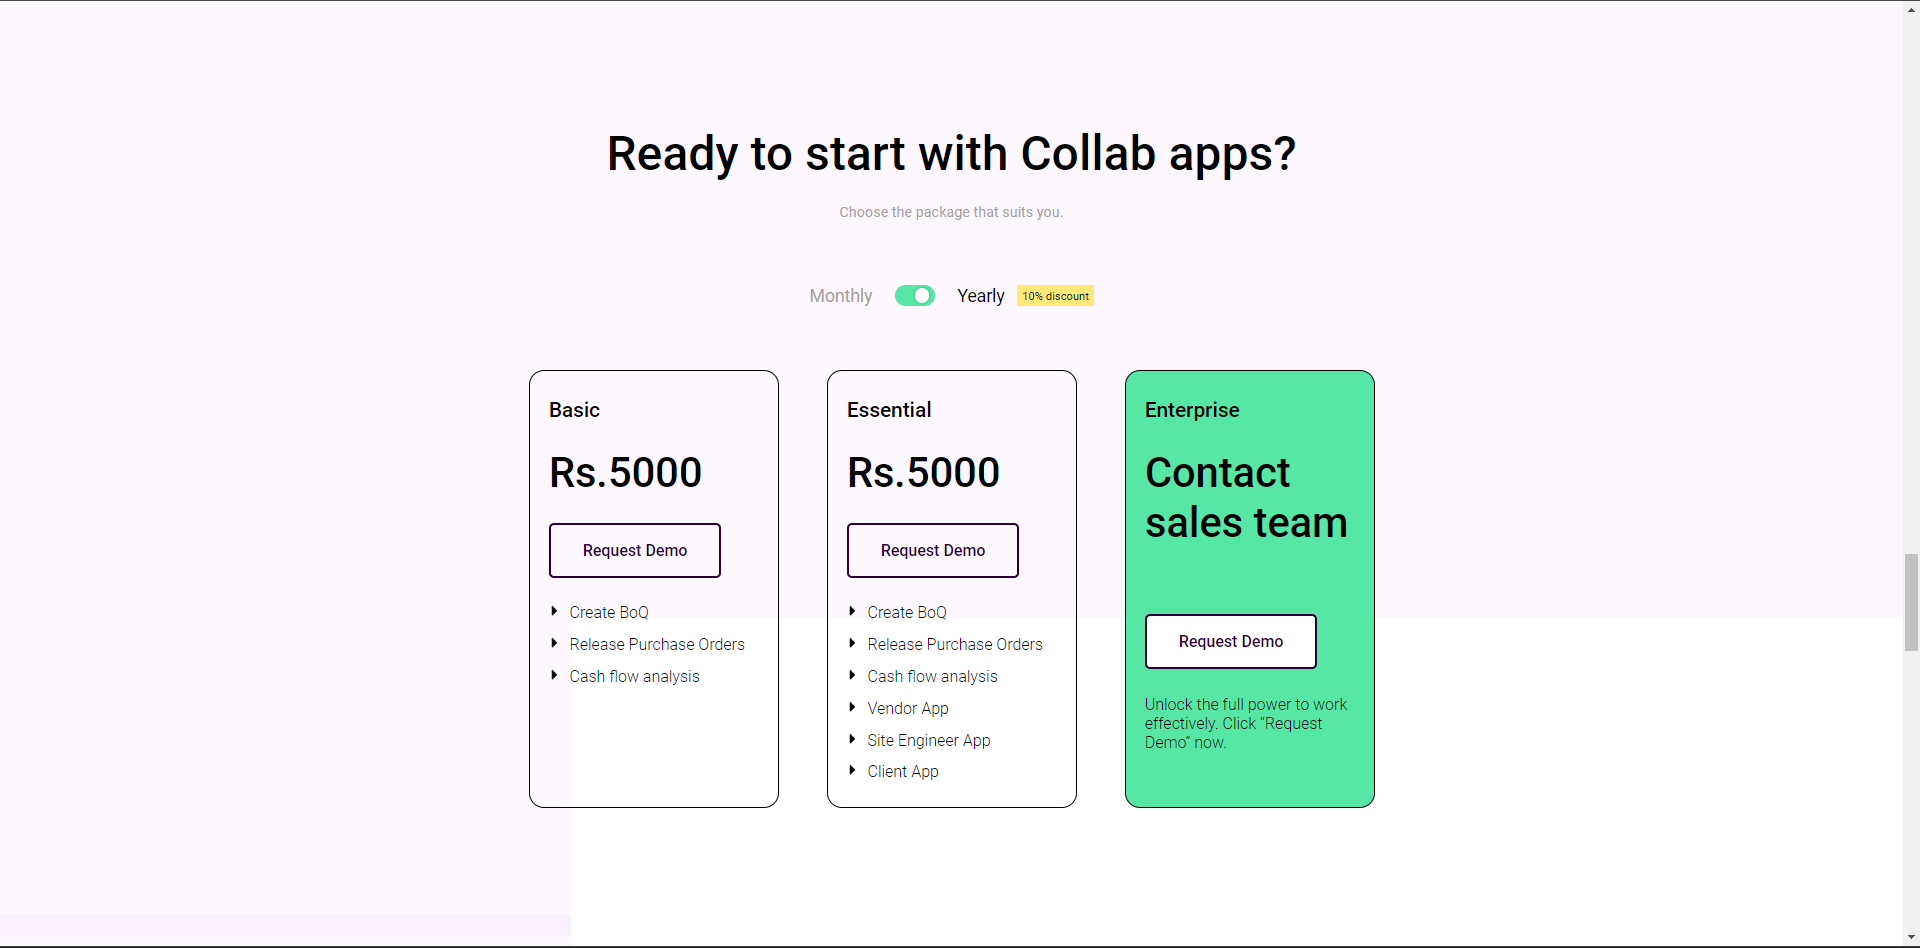 Ready to start with Collab apps?
Choose the package that suits you.
Monthly Yearly 10% discount
Basic
Rs.5000
Request Demo
Create BoQ
Release Purchase Orders
Cash flow analysis
Essential
Rs.5000
Request Demo
Create BoQ
Release Purchase Orders
Cash flow analysis
Vendor App
Site Engineer App
Client App
Enterprise
Contact
sales team
Request Demo
Unlock the full power to work
effectively. Click “Request
Demo” now.